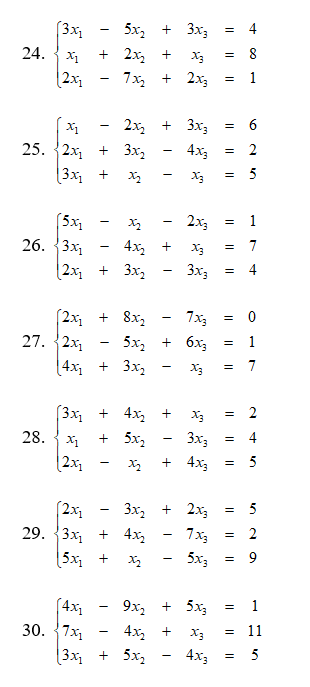 3x₁ − 5x₂ + 3x₃ = 4
24. x₁ + 2x₂ + x₃ = 8
2x₁ − 7x₂ + 2x₃ = 1
x₁ − 2x₂ + 3x₃ = 6
25. 2x₁ + 3x₂ − 4x₃ = 2
3x₁ + x₂ − x₃ = 5
5x₁ − x₂ − 2x₃ = 1
26. 3x₁ − 4x₂ + x₃ = 7
2x₁ + 3x₂ − 3x₃ = 4
2x₁ + 8x₂ − 7x₃ = 0
27. 2x₁ − 5x₂ + 6x₃ = 1
4x₁ + 3x₂ − x₃ = 7
3x₁ + 4x₂ + x₃ = 2
28. x₁ + 5x₂ − 3x₃ = 4
2x₁ − x₂ + 4x₃ = 5
2x₁ − 3x₂ + 2x₃ = 5
29. 3x₁ + 4x₂ − 7x₃ = 2
5x₁ + x₂ − 5x₃ = 9
4x₁ − 9x₂ + 5x₃ = 1
30. 7x₁ − 4x₂ + x₃ = 11
3x₁ + 5x₂ − 4x₃ = 5